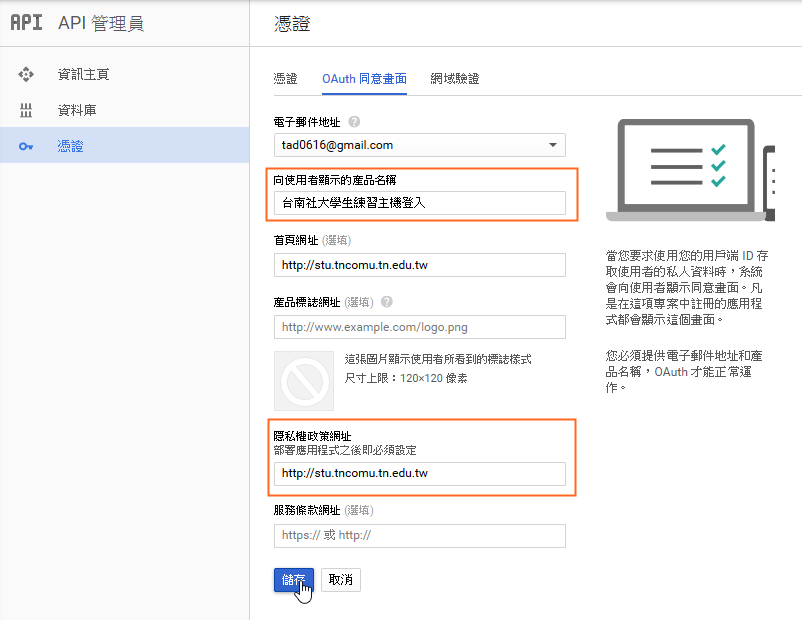 API API 管理員
憑證
資訊主頁
資料庫
憑證
憑證 OAuth 同意畫面 網域驗證
電子郵件地址 ?
tad0616@gmail.com
向使用者顯示的產品名稱
台南社大學生練習主機登入
首頁網址 (選填)
http://stu.tncomu.tn.edu.tw
產品標誌網址 (選填) ?
http://www.example.com/logo.png
這張圖片顯示使用者所看到的標誌樣式
尺寸上限：120×120 像素
隱私權政策網址
部署應用程式之後即必須設定
http://stu.tncomu.tn.edu.tw
服務條款網址 (選填)
https:// 或 http://
儲存 取消
當您要求使用您的用戶端 ID 存
取使用者的私人資料時，系統
會向使用者顯示同意畫面。凡
是在這項專案中註冊的應用程
式都會顯示這個畫面。
您必須提供電子郵件地址和產
品名稱，OAuth 才能正常運
作。